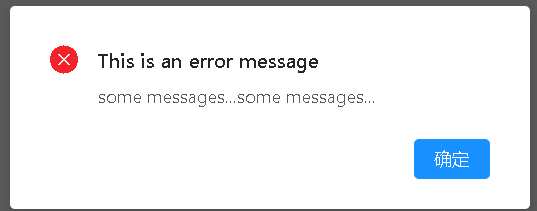 This is an error message
some messages...some messages...
确定